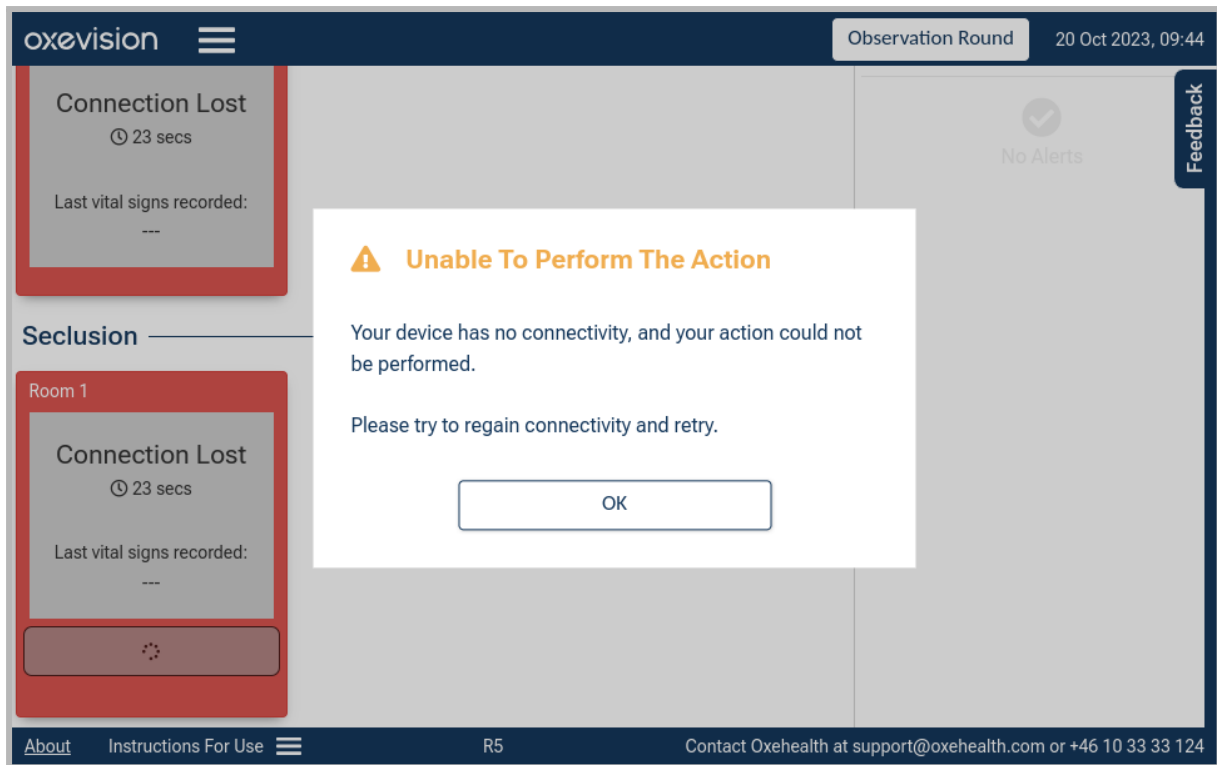 oxevision
Observation Round
20 Oct 2023, 09:44
Connection Lost
23 secs
Last vital signs recorded:
---
No Alerts
Feedback
Unable To Perform The Action
Your device has no connectivity, and your action could not
be performed.
Please try to regain connectivity and retry.
OK
Seclusion
Room 1
Connection Lost
23 secs
Last vital signs recorded:
---
About
Instructions For Use
R5
Contact Oxehealth at support@oxehealth.com or +46 10 33 33 124